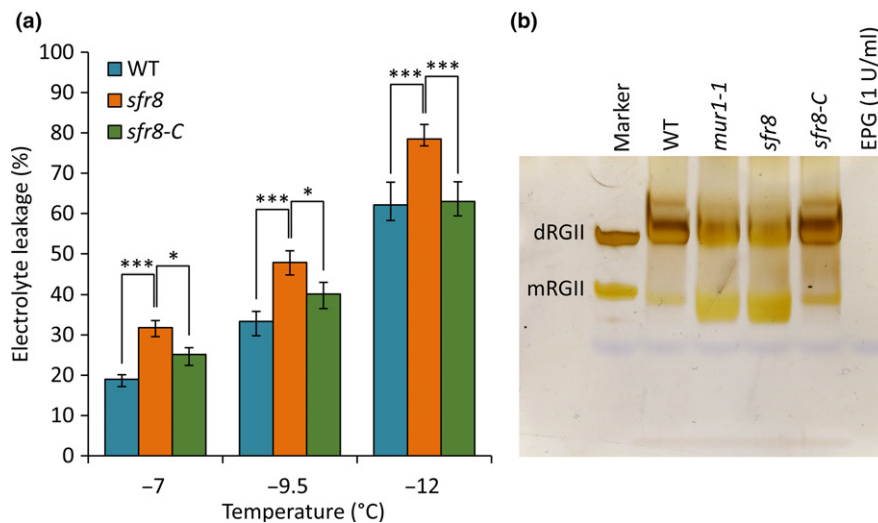 (a)
100
90
80
70
60
50
40
30
20
10
0
Electrolyte leakage (%)
WT
sfr8
sfr8-C
***
*
***
*
***
***
−7
−9.5
−12
Temperature (°C)
(b)
Marker
WT
mur1-1
sfr8
sfr8-C
EPG (1 U/ml)
dRGII
mRGII